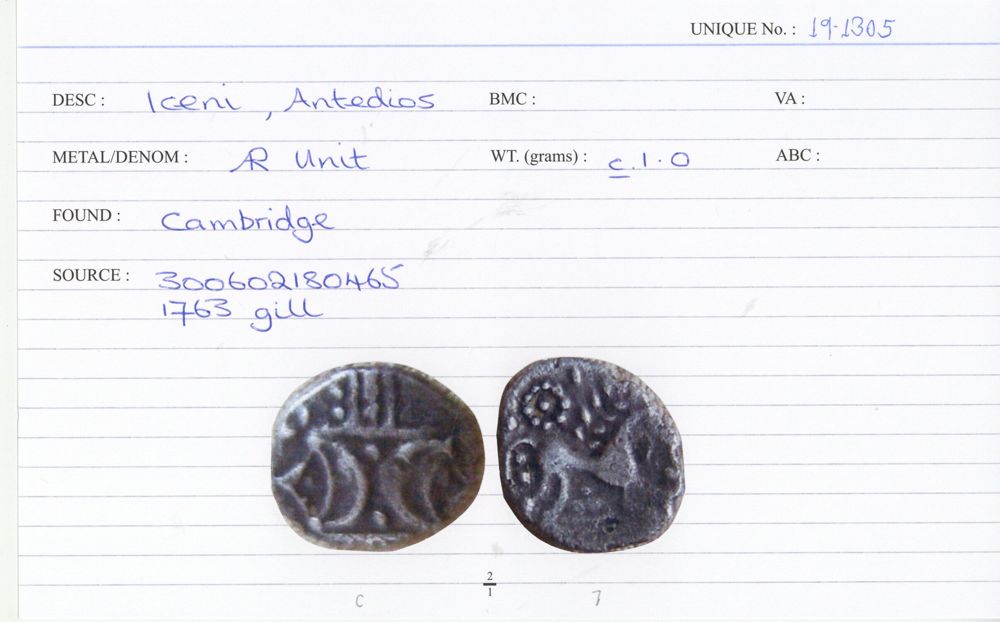 UNIQUE No. : 19-1305
DESC : Iceni, Antedios BMC : VA :
METAL/DENOM : AR Unit WT. (grams) : c.1.0 ABC :
FOUND : Cambridge
SOURCE : 300602180465
1763 gill
2
1
C 7